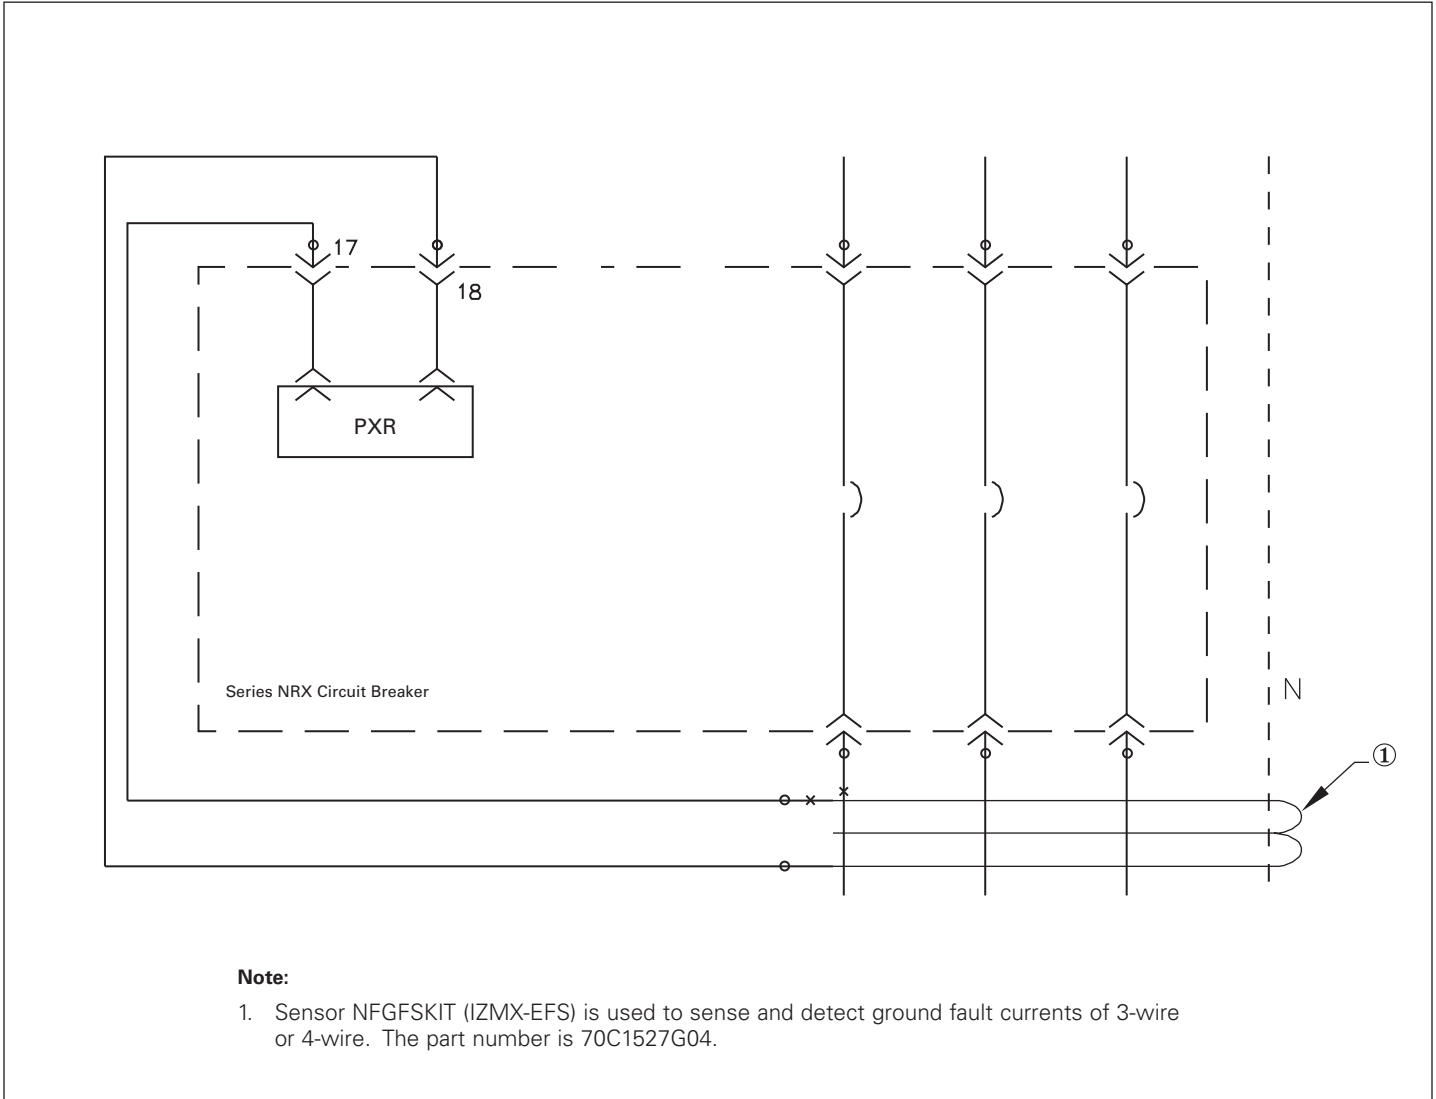 17
18
PXR
Series NRX Circuit Breaker
N
①
Note:
1. Sensor NFGFSKIT (IZMX-EFS) is used to sense and detect ground fault currents of 3-wire
or 4-wire. The part number is 70C1527G04.